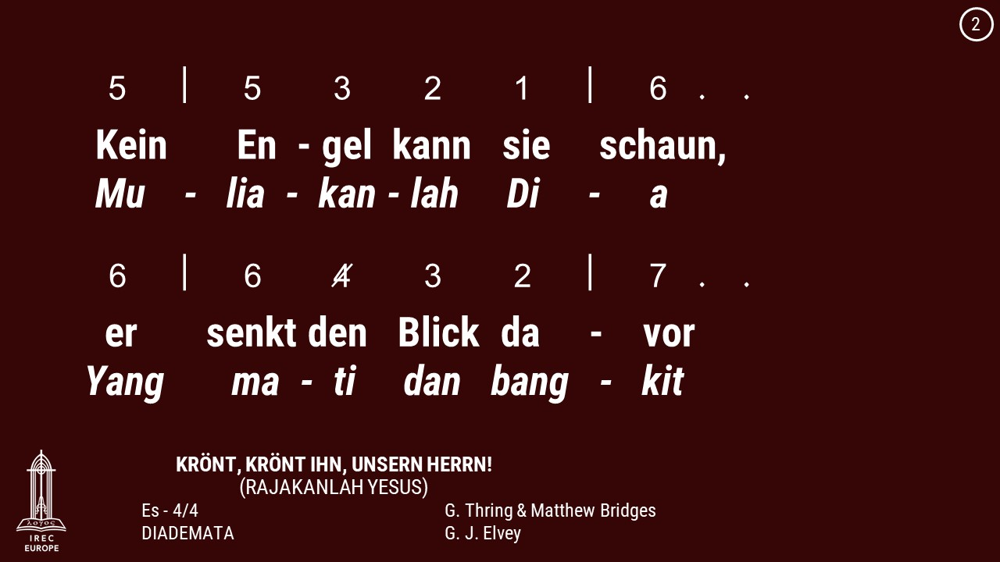 2
5 | 5 3 2 1 | 6 . .
Kein En - gel kann sie schaun,
Mu - lia - kan - lah Di - a
6 | 6 4̸ 3 2 | 7 . .
er senkt den Blick da - vor
Yang ma - ti dan bang - kit
KRÖNT, KRÖNT IHN, UNSERN HERRN!
(RAJAKANLAH YESUS)
Es - 4/4 G. Thring & Matthew Bridges
DIADEMATA G. J. Elvey
λογος
IREC
EUROPE